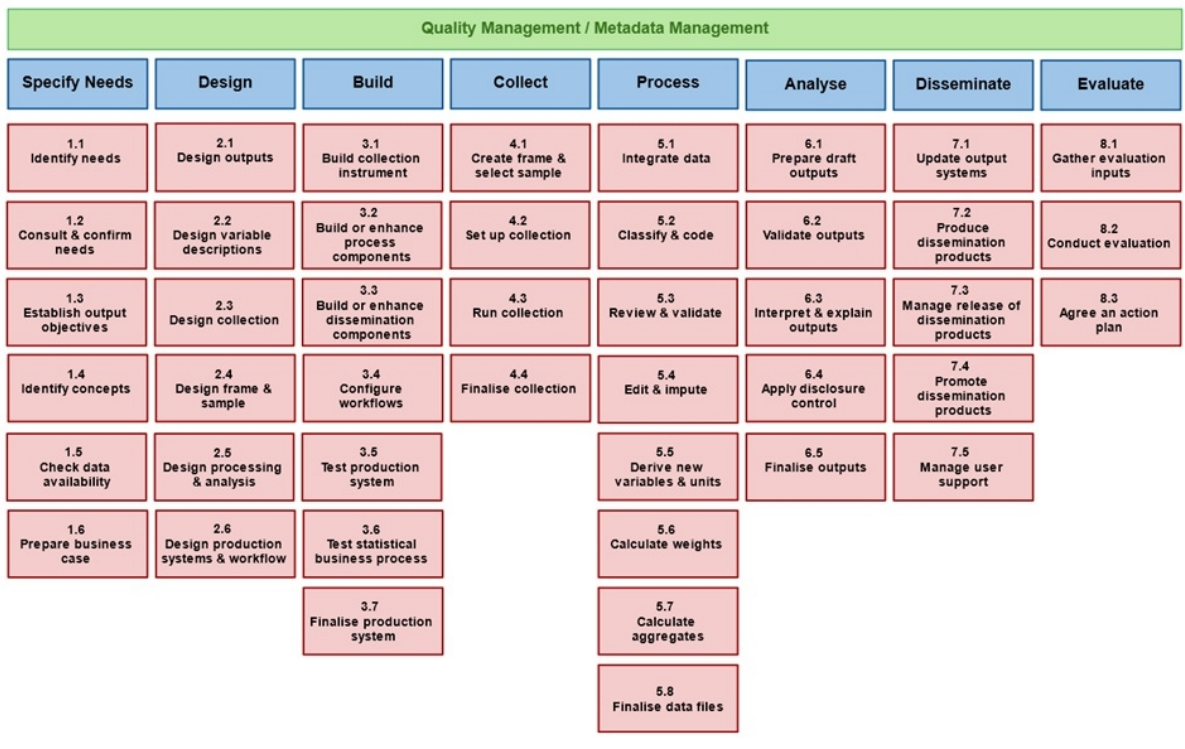 Quality Management / Metadata Management
Specify Needs
Design
Build
Collect
Process
Analyse
Disseminate
Evaluate
1.1
Identify needs
2.1
Design outputs
3.1
Build collection
instrument
4.1
Create frame &
select sample
5.1
Integrate data
6.1
Prepare draft
outputs
7.1
Update output
systems
8.1
Gather evaluation
inputs
1.2
Consult & confirm
needs
2.2
Design variable
descriptions
3.2
Build or enhance
process
components
4.2
Set up collection
5.2
Classify & code
6.2
Validate outputs
7.2
Produce
dissemination
products
8.2
Conduct evaluation
1.3
Establish output
objectives
2.3
Design collection
3.3
Build or enhance
dissemination
components
4.3
Run collection
5.3
Review & validate
6.3
Interpret & explain
outputs
7.3
Manage release of
dissemination
products
8.3
Agree an action
plan
1.4
Identify concepts
2.4
Design frame &
sample
3.4
Configure
workflows
4.4
Finalise collection
5.4
Edit & impute
6.4
Apply disclosure
control
7.4
Promote
dissemination
products
1.5
Check data
availability
2.5
Design processing
& analysis
3.5
Test production
system
5.5
Derive new
variables & units
6.5
Finalise outputs
7.5
Manage user
support
1.6
Prepare business
case
2.6
Design production
systems & workflow
3.6
Test statistical
business process
5.6
Calculate weights
3.7
Finalise production
system
5.7
Calculate
aggregates
5.8
Finalise data files